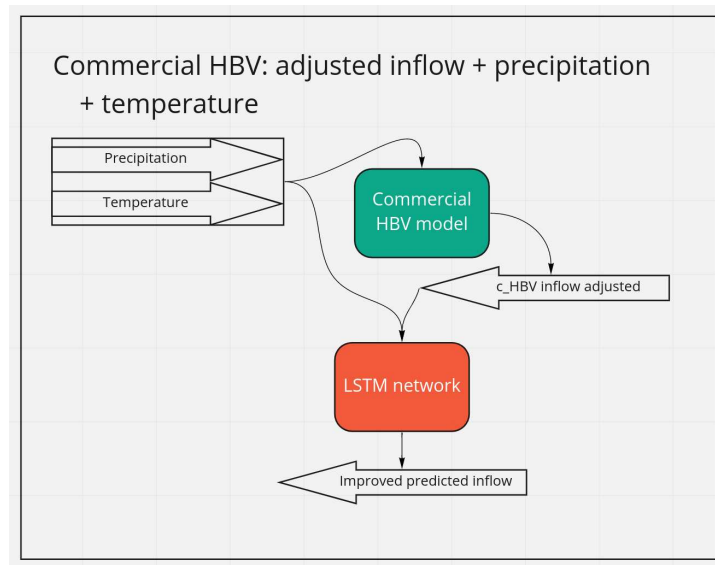 Commercial HBV: adjusted inflow + precipitation
+ temperature
Precipitation
Temperature
Commercial
HBV model
c_HBV inflow adjusted
LSTM network
Improved predicted inflow